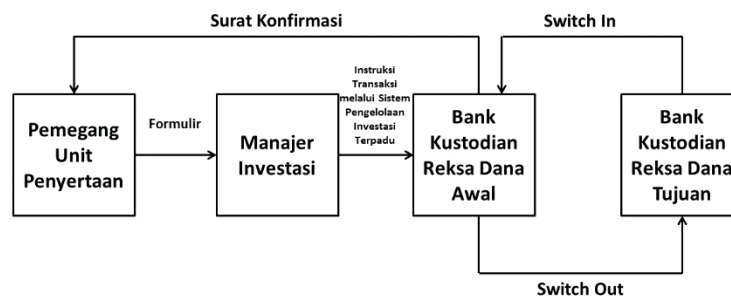 Surat Konfirmasi
Switch In
Pemegang
Unit
Penyertaan
Formulir
Manajer
Investasi
Instruksi
Transaksi
melalui Sistem
Pengelolaan
Investasi
Terpadu
Bank
Kustodian
Reksa Dana
Awal
Bank
Kustodian
Reksa Dana
Tujuan
Switch Out